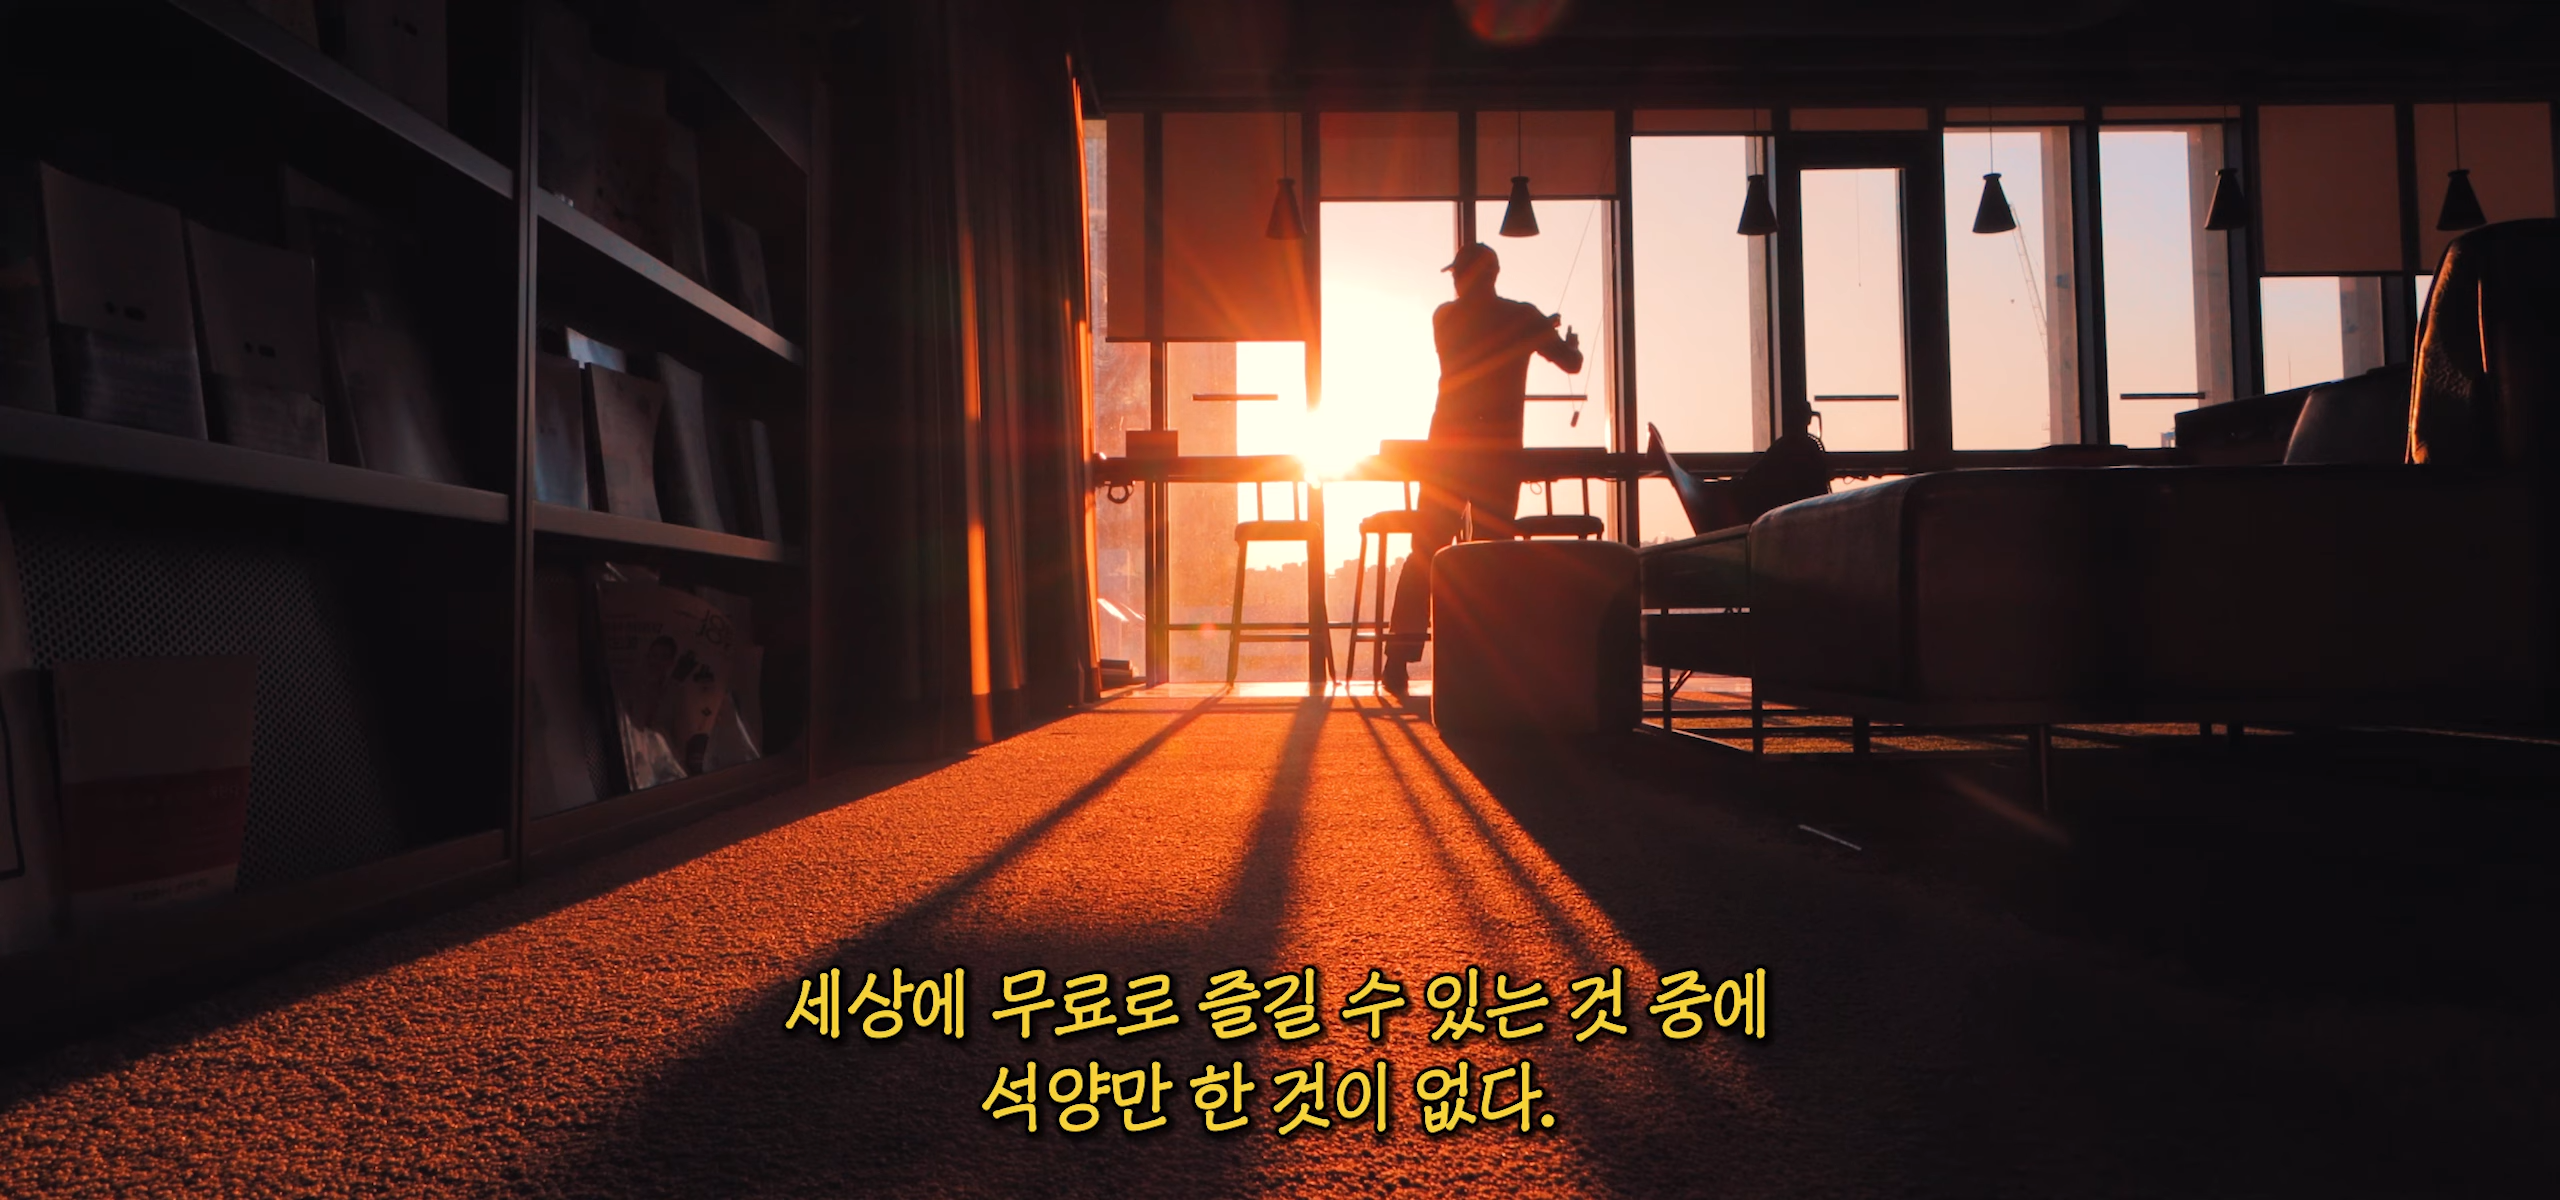 세상에 무료로 즐길 수 있는 것 중에
석양만 한 것이 없다.